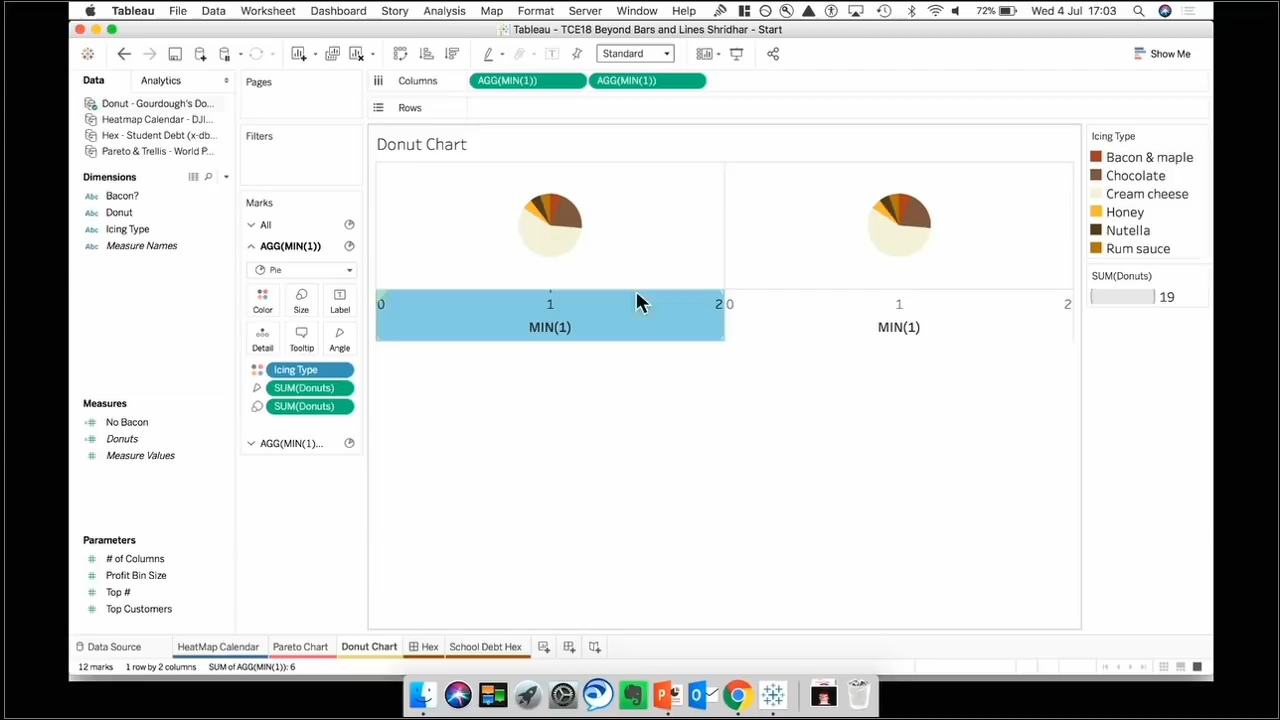 Tableau File Data Worksheet Dashboard Story Analysis Map Format Server Window Help 72% Wed 4 Jul 17:03
Tableau - TCE18 Beyond Bars and Lines Shridhar - Start
Standard Show Me
Data Analytics
Donut - Gourdough's Do...
Heatmap Calendar - DJI...
Hex - Student Debt (x-db...
Pareto & Trellis - World P...
Dimensions
Abc Bacon?
Abc Donut
Abc Icing Type
Abc Measure Names
Measures
No Bacon
Donuts
Measure Values
Parameters
# of Columns
Profit Bin Size
Top #
Top Customers
Pages
Filters
Marks
All
AGG(MIN(1))
Pie
Color Size Label
Detail Tooltip Angle
Icing Type
SUM(Donuts)
SUM(Donuts)
AGG(MIN(1)...
Columns AGG(MIN(1)) AGG(MIN(1))
Rows
Donut Chart
0 1 2 0 1 2
MIN(1) MIN(1)
Icing Type
Bacon & maple
Chocolate
Cream cheese
Honey
Nutella
Rum sauce
SUM(Donuts)
19
Data Source HeatMap Calendar Pareto Chart Donut Chart Hex School Debt Hex
12 marks 1 row by 2 columns SUM of AGG(MIN(1)): 6